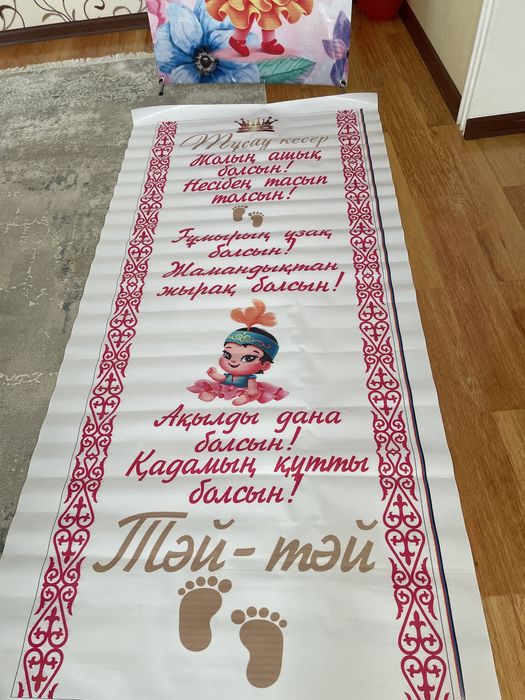 Тұсау кесер
Жолың ашық
болсын!
Несібең тасып
толсын!
Ғұмырың ұзақ
болсын!
Жамандықтан
жырақ болсын!
Ақылды дана
болсын!
Қадамың құтты
болсын!
Тәй-тәй